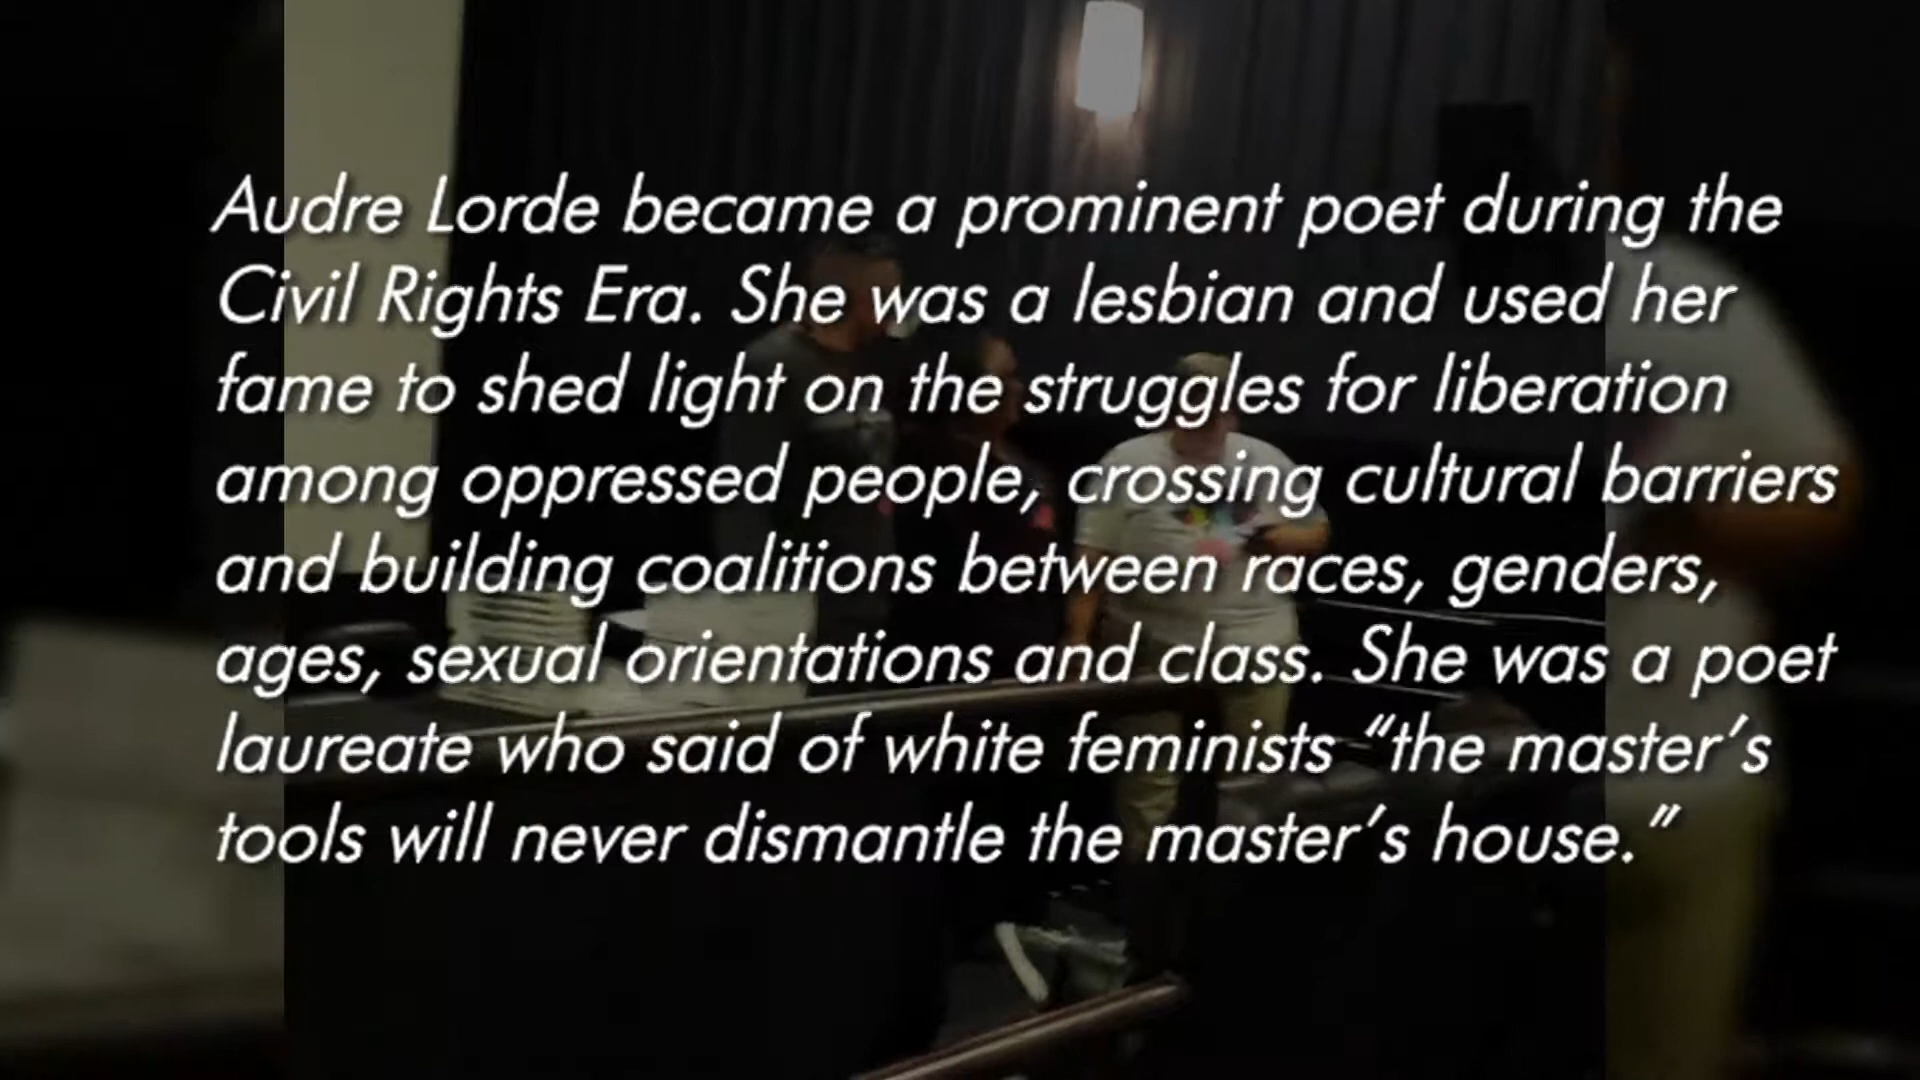 Audre Lorde became a prominent poet during the
Civil Rights Era. She was a lesbian and used her
fame to shed light on the struggles for liberation
among oppressed people, crossing cultural barriers
and building coalitions between races, genders,
ages, sexual orientations and class. She was a poet
laureate who said of white feminists “the master’s
tools will never dismantle the master’s house.”